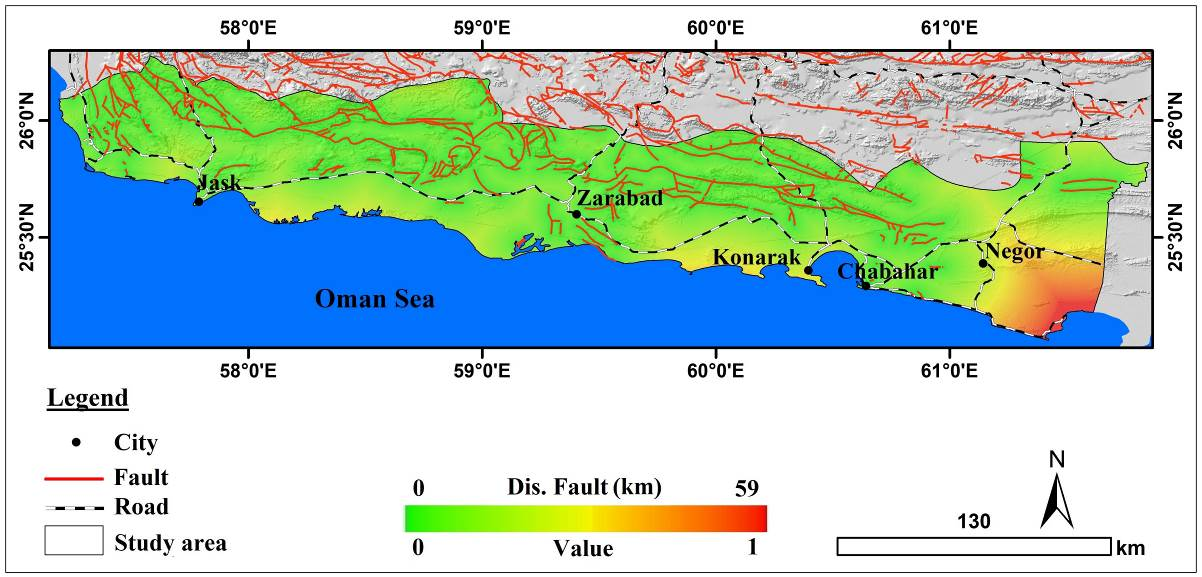 58°0'E 59°0'E 60°0'E 61°0'E
26°0'N 26°0'N
Jask
Zarabad
25°30'N 25°30'N
Konarak Negor
Chabahar
Oman Sea
58°0'E 59°0'E 60°0'E 61°0'E
Legend
City
Fault
Road
Study area
0 Dis. Fault (km) 59
0 Value 1
N
130
km